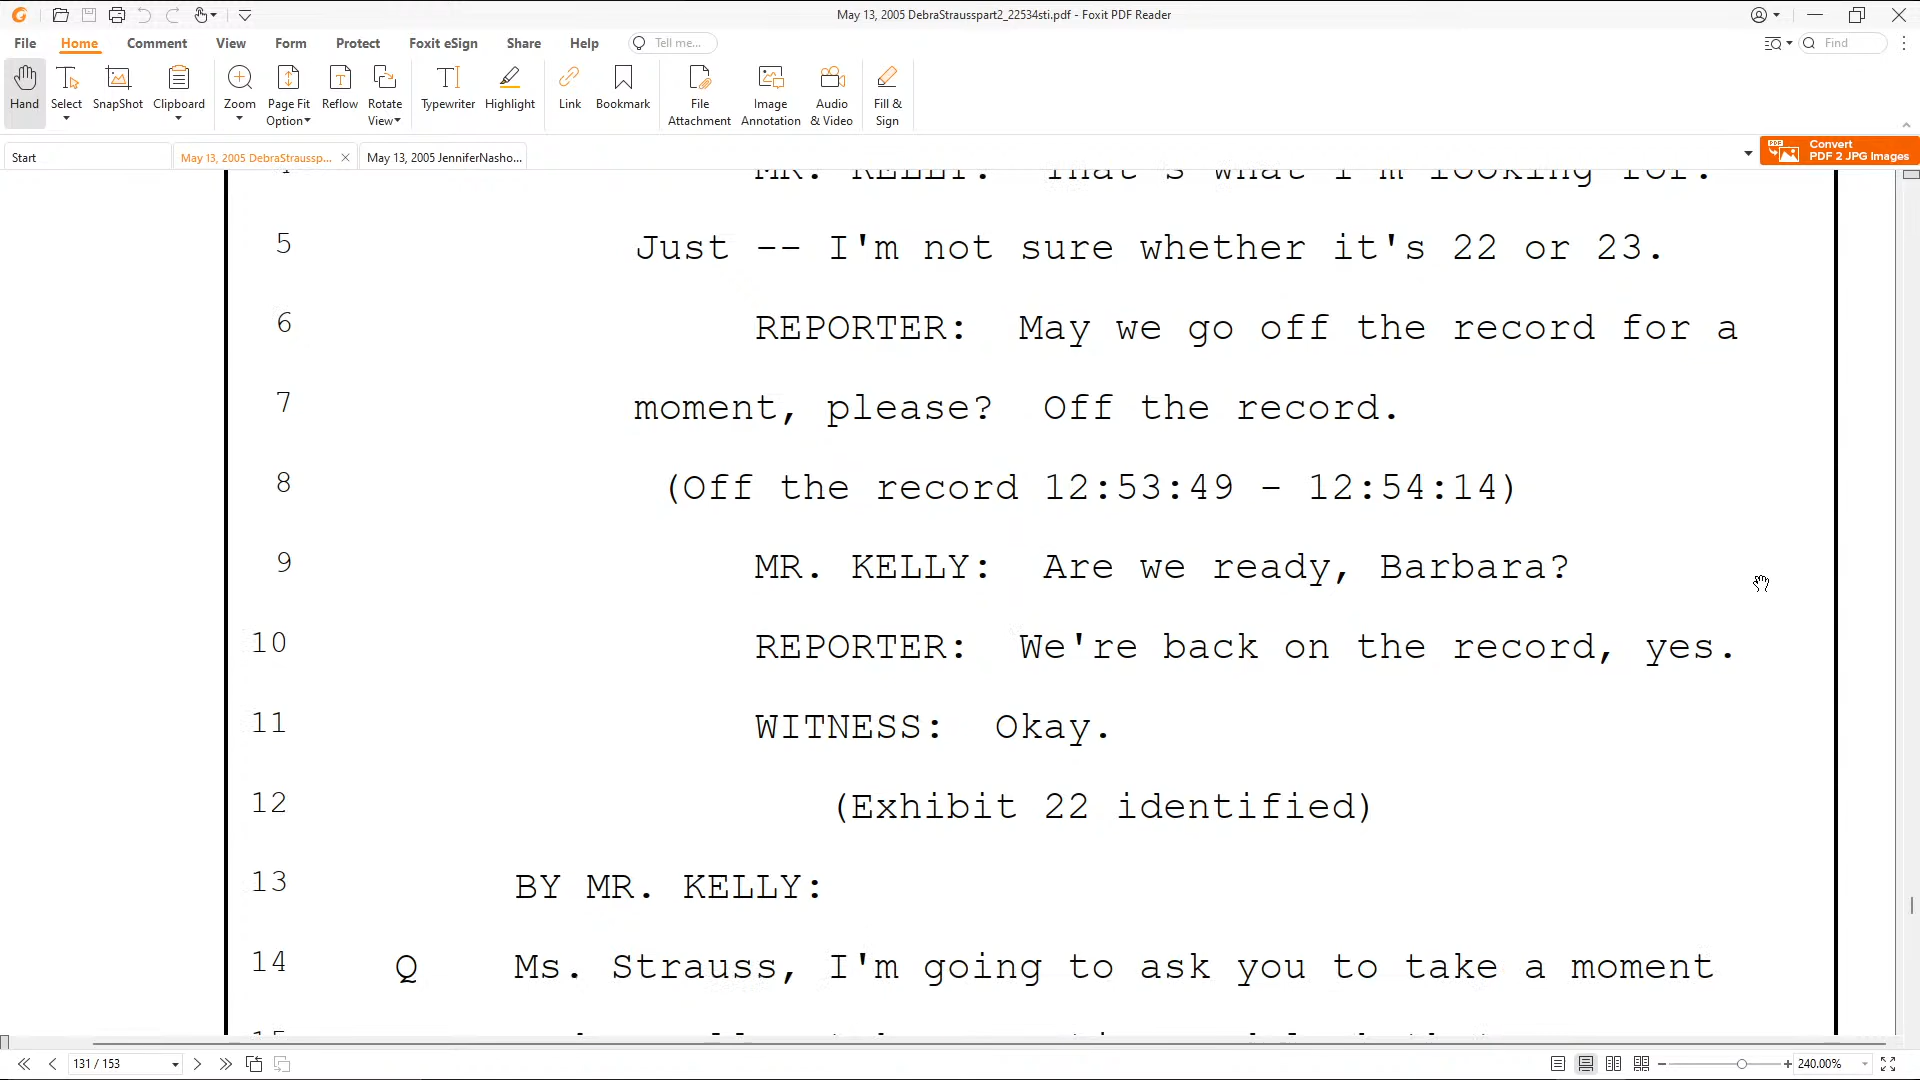 May 13, 2005 DebraStrausspart2_22534sti.pdf - Foxit PDF Reader
File Home Comment View Form Protect Foxit eSign Share Help Tell me... Find
Hand Select SnapShot Clipboard Zoom Page Fit Option Reflow Rotate View Typewriter Highlight Link Bookmark File Attachment Image Annotation Audio & Video Fill & Sign
Start May 13, 2005 DebraStraussp... May 13, 2005 JenniferNasho... Convert PDF 2 JPG Images
MR. KELLY: That's what I'm looking for.
5 Just -- I'm not sure whether it's 22 or 23.
6 REPORTER: May we go off the record for a
7 moment, please? Off the record.
8 (Off the record 12:53:49 - 12:54:14)
9 MR. KELLY: Are we ready, Barbara?
10 REPORTER: We're back on the record, yes.
11 WITNESS: Okay.
12 (Exhibit 22 identified)
13 BY MR. KELLY:
14 Q Ms. Strauss, I'm going to ask you to take a moment
131 / 153 240.00%